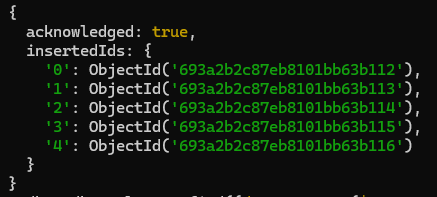 {
  acknowledged: true,
  insertedIds: {
    '0': ObjectId('693a2b2c87eb8101bb63b112'),
    '1': ObjectId('693a2b2c87eb8101bb63b113'),
    '2': ObjectId('693a2b2c87eb8101bb63b114'),
    '3': ObjectId('693a2b2c87eb8101bb63b115'),
    '4': ObjectId('693a2b2c87eb8101bb63b116')
  }
}